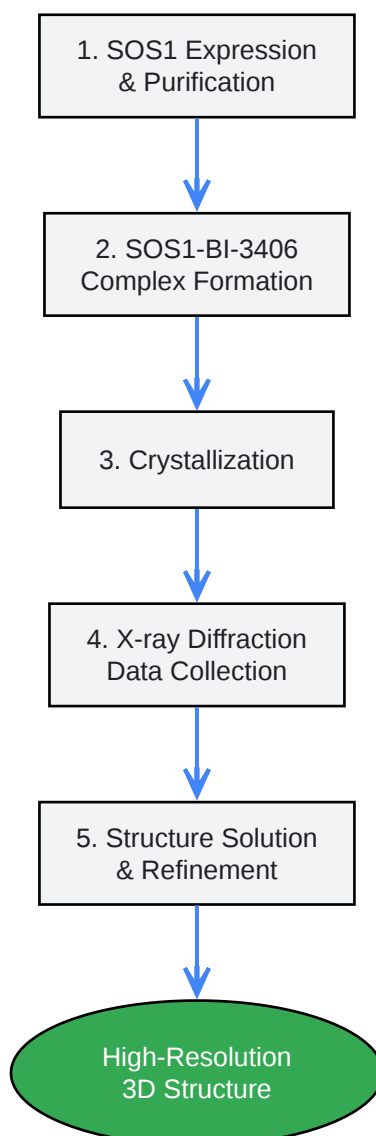 1. SOS1 Expression
& Purification
2. SOS1-BI-3406
Complex Formation
3. Crystallization
4. X-ray Diffraction
Data Collection
5. Structure Solution
& Refinement
High-Resolution
3D Structure